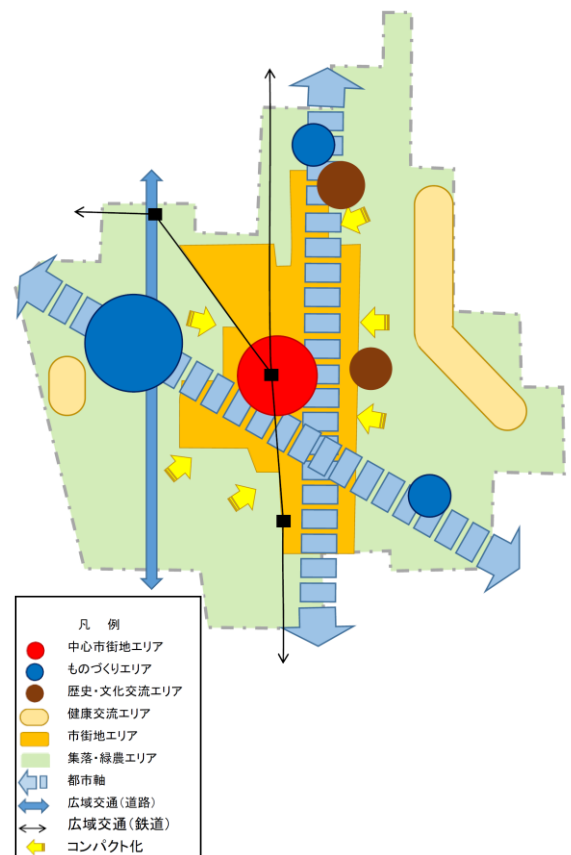 凡 例
中心市街地エリア
ものづくりエリア
歴史・文化交流エリア
健康交流エリア
市街地エリア
集落・緑農エリア
都市軸
広域交通(道路)
広域交通(鉄道)
コンパクト化